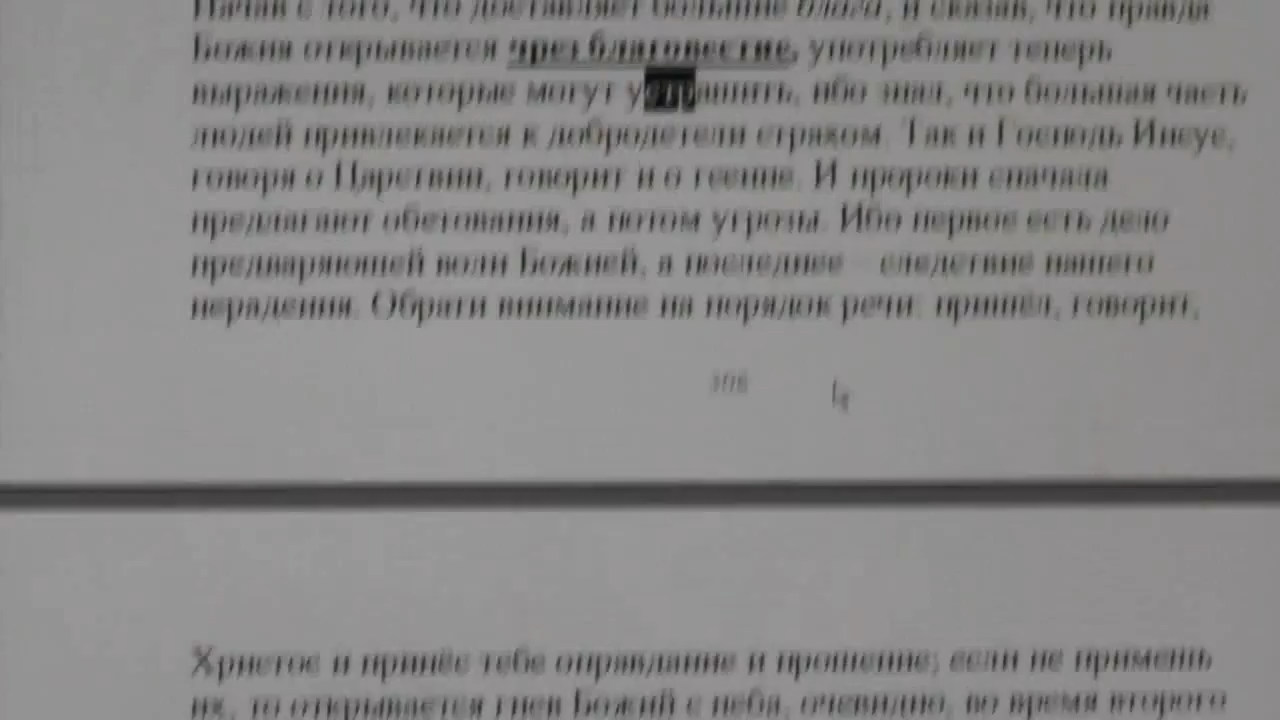 Начав с того, что доставляет большие блага, и сказав, что правда
Божия открывается чрез благовестие, употребляет теперь
выражения, которые могут устрашить, ибо знал, что большая часть
людей привлекается к добродетели страхом. Так и Господь Иисус,
говоря о Царствии, говорит и о геенне. И пророки сначала
предлагают обетования, а потом угрозы. Ибо первое есть дело
предваряющей воли Божией, а последнее – следствие нашего
нерадения. Обрати внимание на порядок речи: пришёл, говорит,
Христос и принёс тебе оправдание и прощение; если не примешь
их, то открывается гнев Божий с неба, очевидно, во время второго